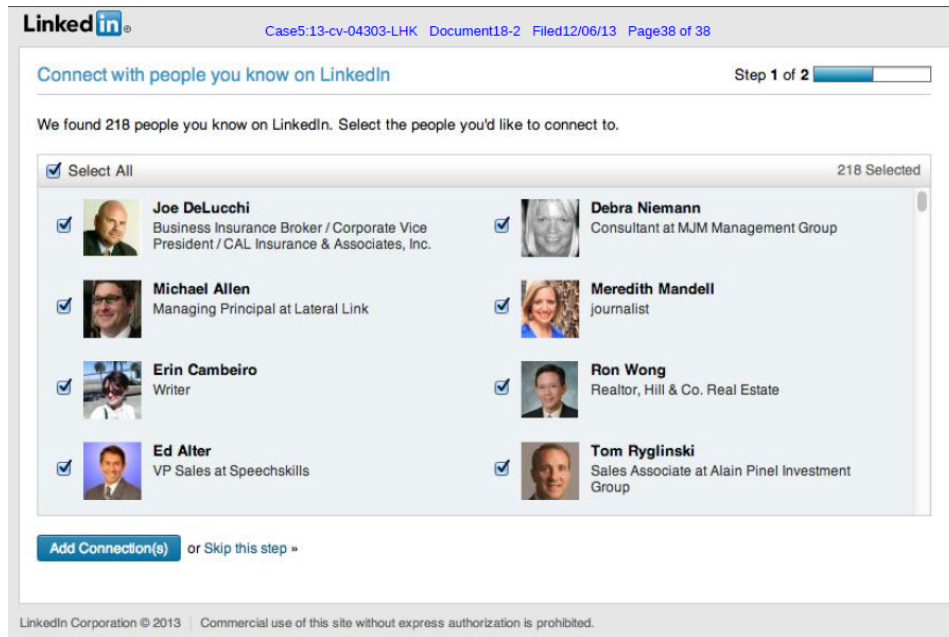 Linked in®
Case5:13-cv-04303-LHK Document18-2 Filed12/06/13 Page38 of 38
Connect with people you know on LinkedIn
Step 1 of 2
We found 218 people you know on LinkedIn. Select the people you'd like to connect to.
Select All
218 Selected
Joe DeLucchi
Business Insurance Broker / Corporate Vice
President / CAL Insurance & Associates, Inc.
Debra Niemann
Consultant at MJM Management Group
Michael Allen
Managing Principal at Lateral Link
Meredith Mandell
journalist
Erin Cambeiro
Writer
Ron Wong
Realtor, Hill & Co. Real Estate
Ed Alter
VP Sales at Speechskills
Tom Ryglinski
Sales Associate at Alain Pinel Investment
Group
Add Connection(s) or Skip this step »
LinkedIn Corporation © 2013 Commercial use of this site without express authorization is prohibited.